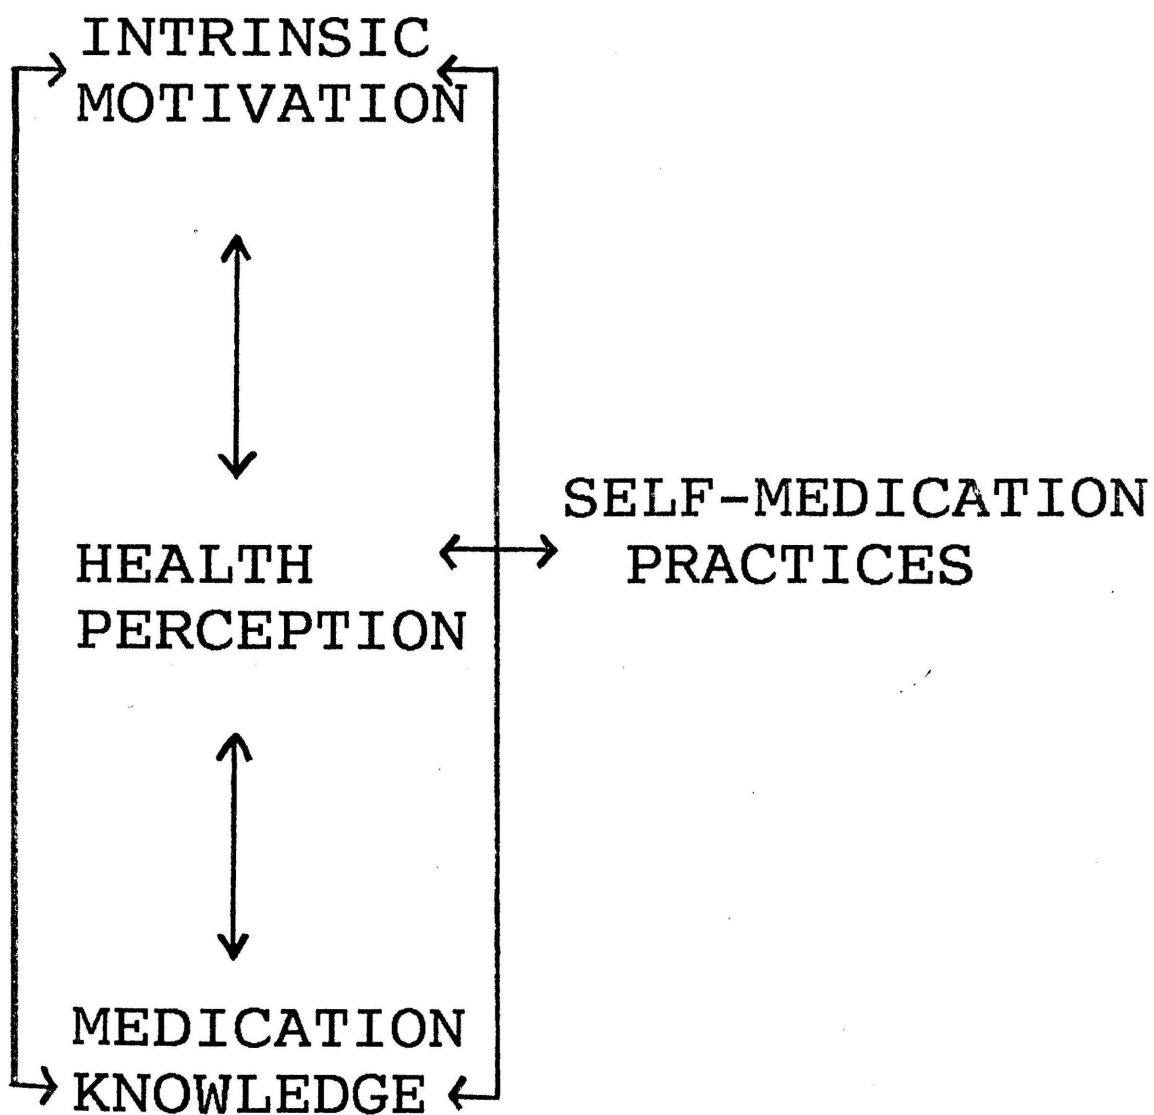 INTRINSIC
MOTIVATION
SELF-MEDICATION
PRACTICES
HEALTH
PERCEPTION
MEDICATION
KNOWLEDGE